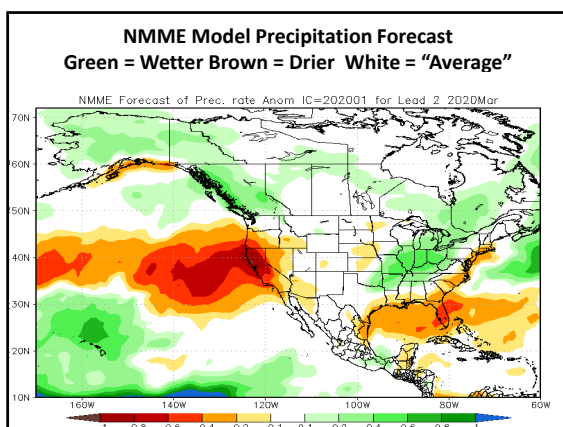 NMME Model Precipitation Forecast
Green = Wetter Brown = Drier White = “Average”
NMME Forecast of Prec. rate Anom IC=202001 for Lead 2 2020Mar
70N
60N
50N
40N
30N
20N
10N
160W 140W 120W 100W 80W 60W